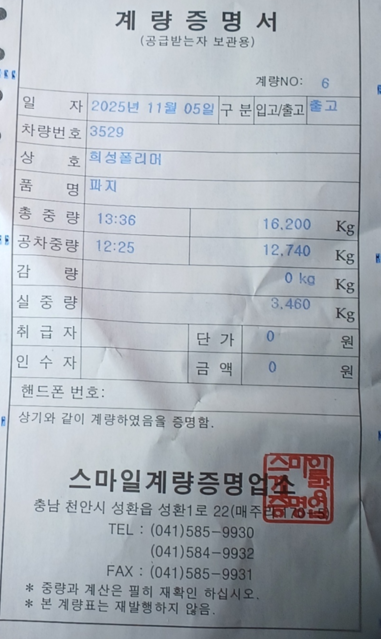 계 량 증 명 서
(공급받는자 보관용)
계량NO: 6
일 자 2025년 11월 05일 구 분 입고/출고 출고
차량번호 3529
상 호 희성폴리머
품 명 파지
총 중 량 13:36 16,200 Kg
공차중량 12:25 12,740 Kg
감 량 0 kg Kg
실 중 량 3,460 Kg
취 급 자 단 가 0 원
인 수 자 금 액 0 원
핸드폰 번호:
상기와 같이 계량하였음을 증명함.
스마일계량증명업소
충남 천안시 성환읍 성환1로 22(매주리
TEL : (041)585-9930
(041)584-9932
FAX : (041)585-9931
* 중량과 계산은 필히 재확인 하십시오.
* 본 계량표는 재발행하지 않음.